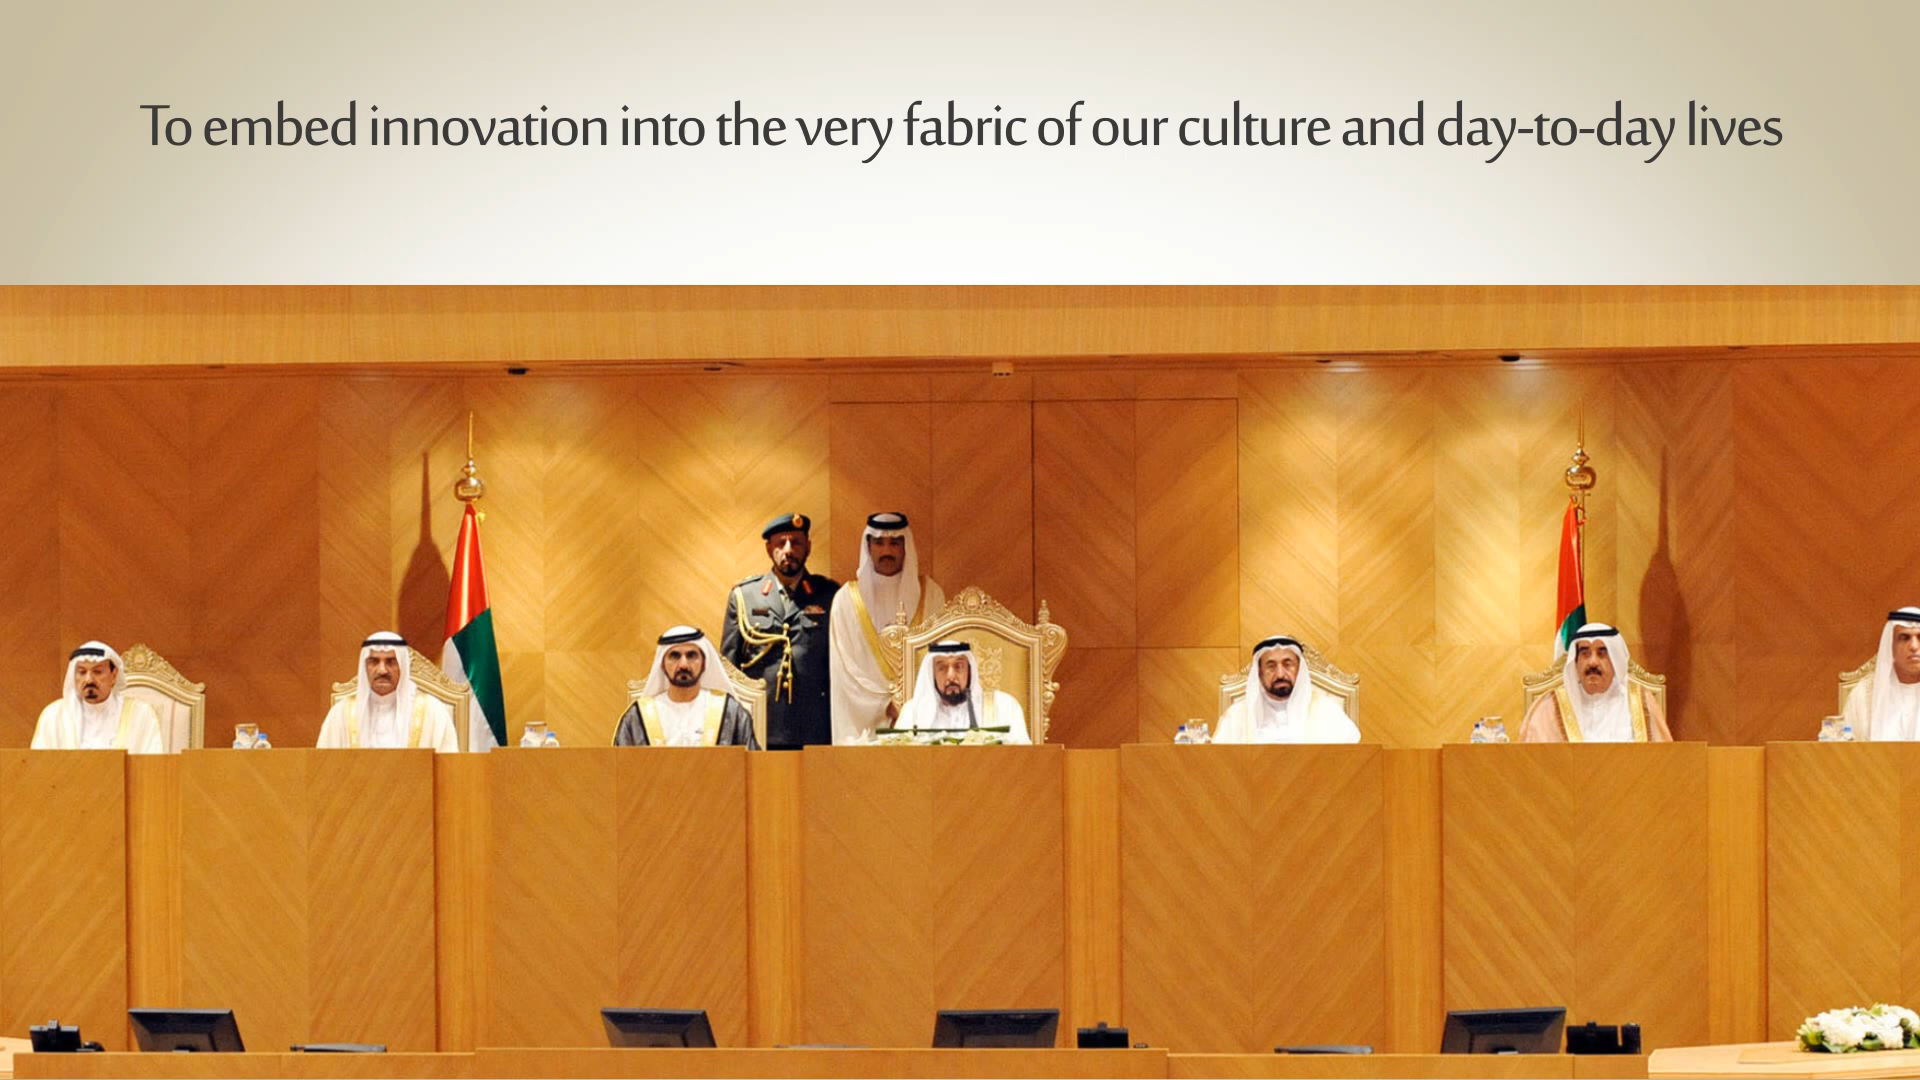 To embed innovation into the very fabric of our culture and day-to-day lives